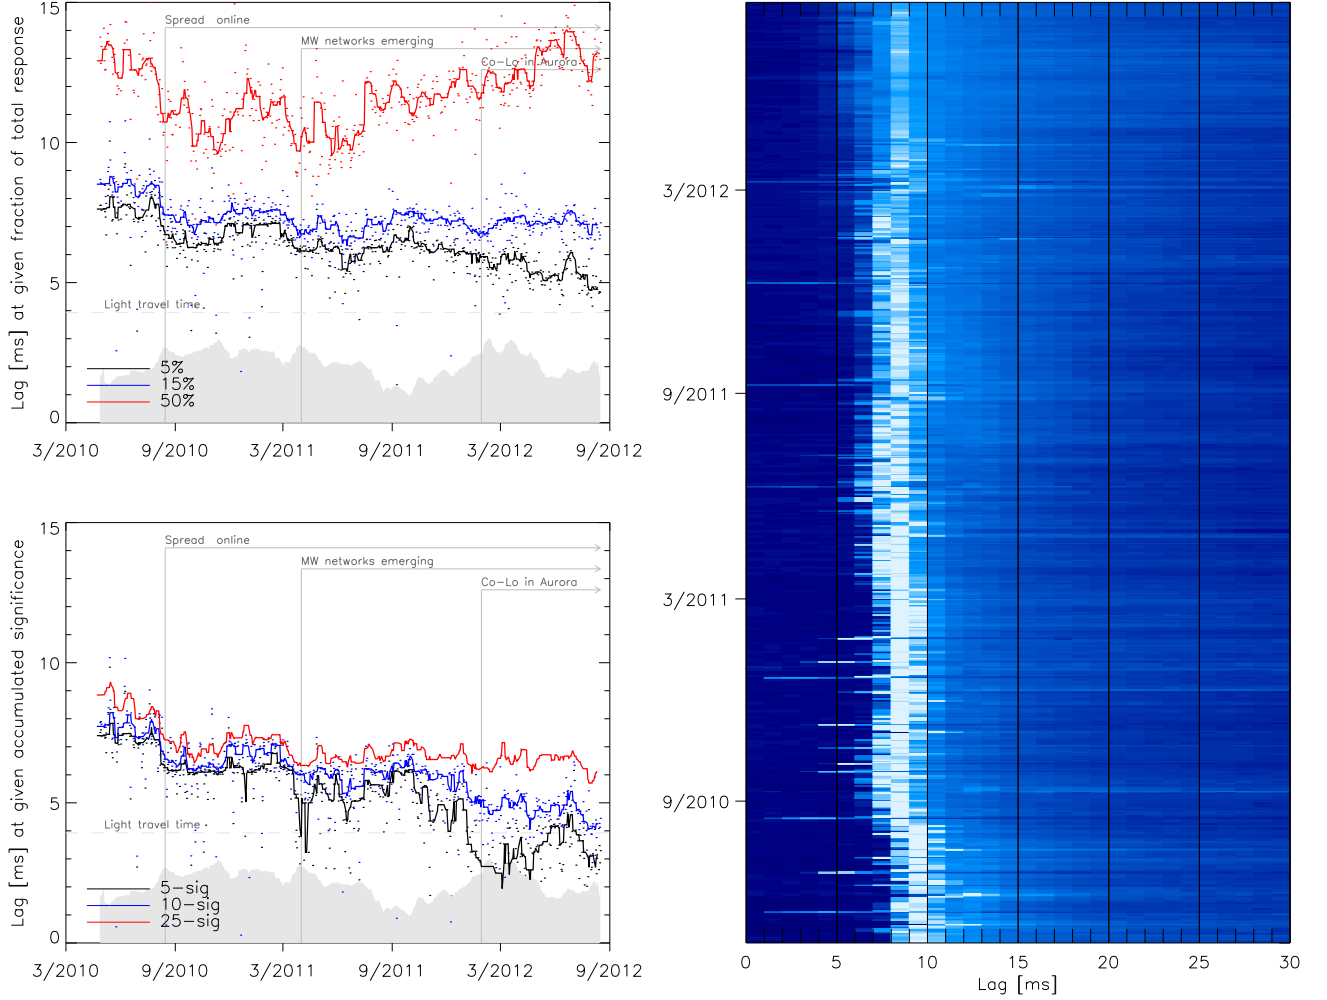 Lag [ms] at given fraction of total response
15
10
5
0
Spread online
MW networks emerging
Co-Lo in Aurora
Light travel time
5%
15%
50%
3/2010
9/2010
3/2011
9/2011
3/2012
9/2012
Lag [ms] at given accumulated significance
15
10
5
0
Spread online
MW networks emerging
Co-Lo in Aurora
Light travel time
5-sig
10-sig
25-sig
3/2010
9/2010
3/2011
9/2011
3/2012
9/2012
3/2012
9/2011
3/2011
9/2010
0
5
10
15
20
25
30
Lag [ms]